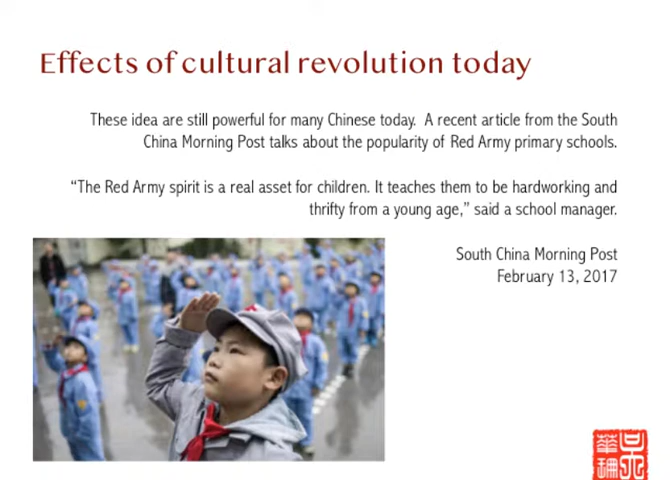 Effects of cultural revolution today
These idea are still powerful for many Chinese today. A recent article from the South
China Morning Post talks about the popularity of Red Army primary schools.
“The Red Army spirit is a real asset for children. It teaches them to be hardworking and
thrifty from a young age,” said a school manager.
South China Morning Post
February 13, 2017